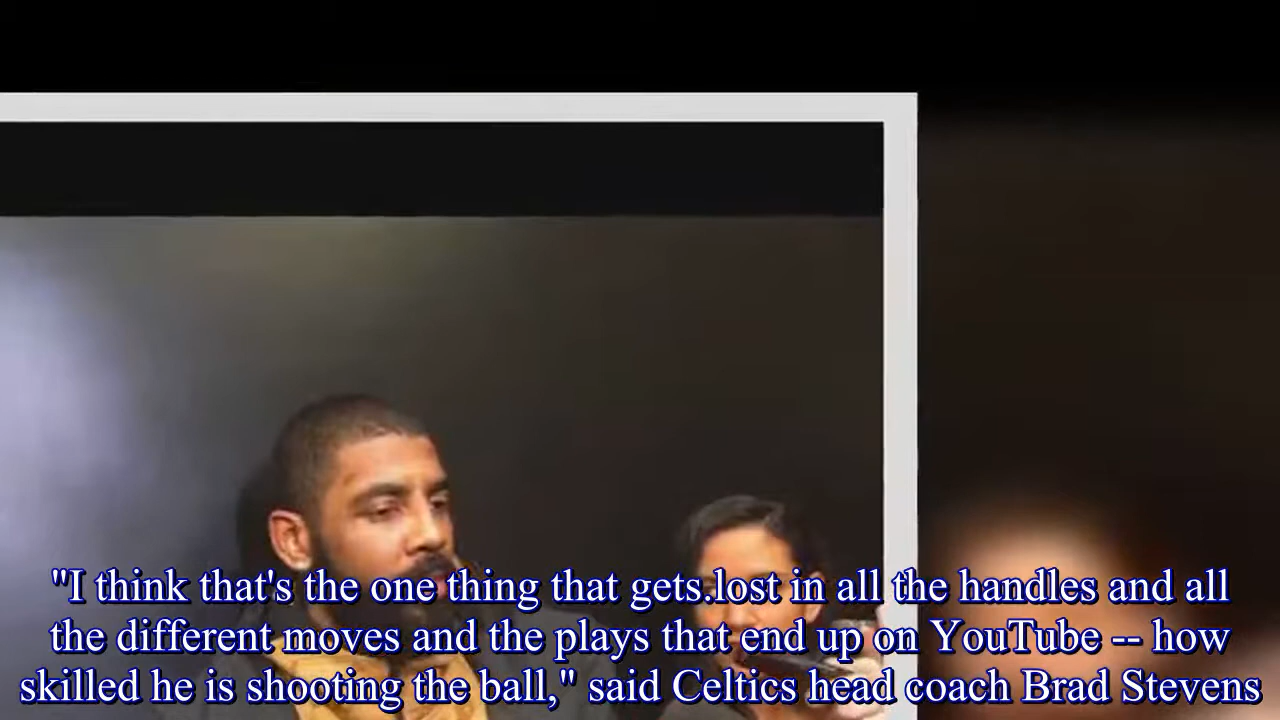 "I think that's the one thing that gets.lost in all the handles and all
the different moves and the plays that end up on YouTube -- how
skilled he is shooting the ball," said Celtics head coach Brad Stevens